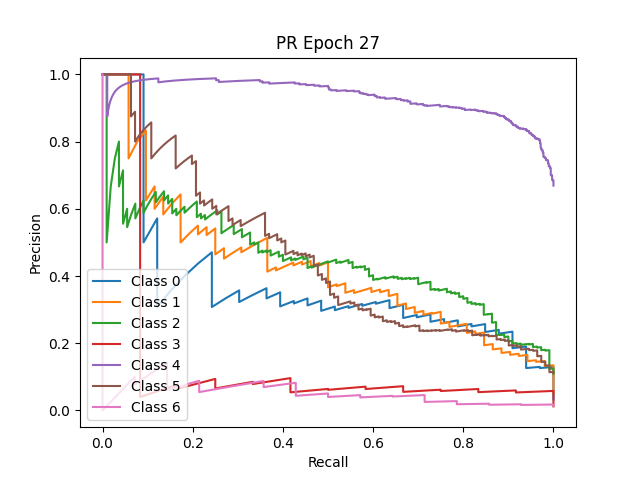 PR Epoch 27
1.0
0.8
0.6
0.4
0.2
0.0
Precision
Class 0
Class 1
Class 2
Class 3
Class 4
Class 5
Class 6
0.0 0.2 0.4 0.6 0.8 1.0
Recall